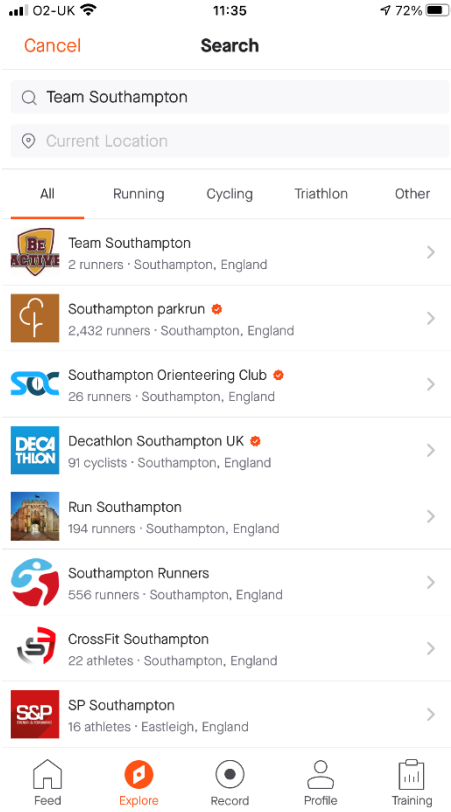 O2-UK 11:35 72%
Cancel Search
Team Southampton
Current Location
All Running Cycling Triathlon Other
BE ACTIVE
Team Southampton
2 runners · Southampton, England
Southampton parkrun
2,432 runners · Southampton, England
SOC
Southampton Orienteering Club
26 runners · Southampton, England
DECA
THLON
Decathlon Southampton UK
91 cyclists · Southampton, England
Run Southampton
194 runners · Southampton, England
Southampton Runners
556 runners · Southampton, England
CrossFit Southampton
22 athletes · Southampton, England
S&P
SP Southampton
16 athletes · Eastleigh, England
Feed Explore Record Profile Training